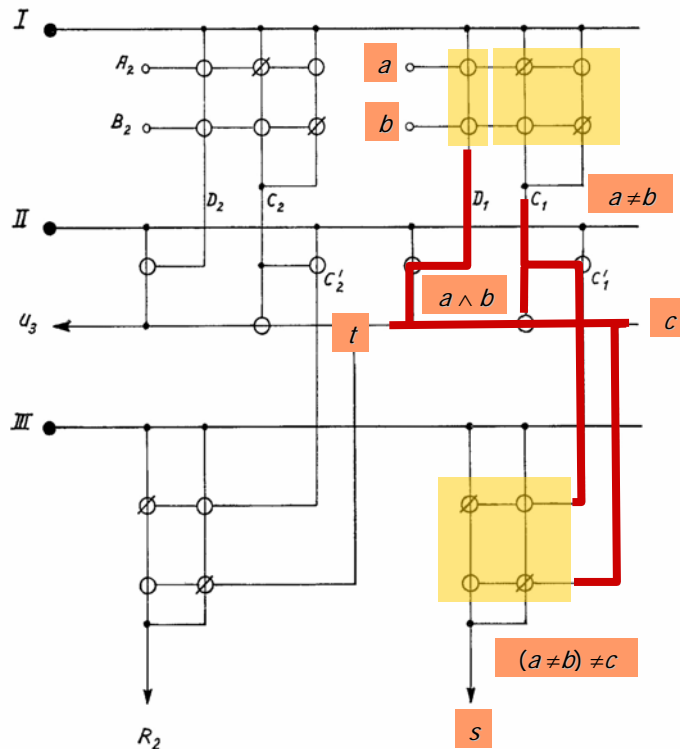 I
A₂
a
B₂
b
D₂
C₂
D₁
C₁
a ≠ b
II
C'₂
a ∧ b
C'₁
u₃
t
c
III
(a ≠ b) ≠ c
R₂
s